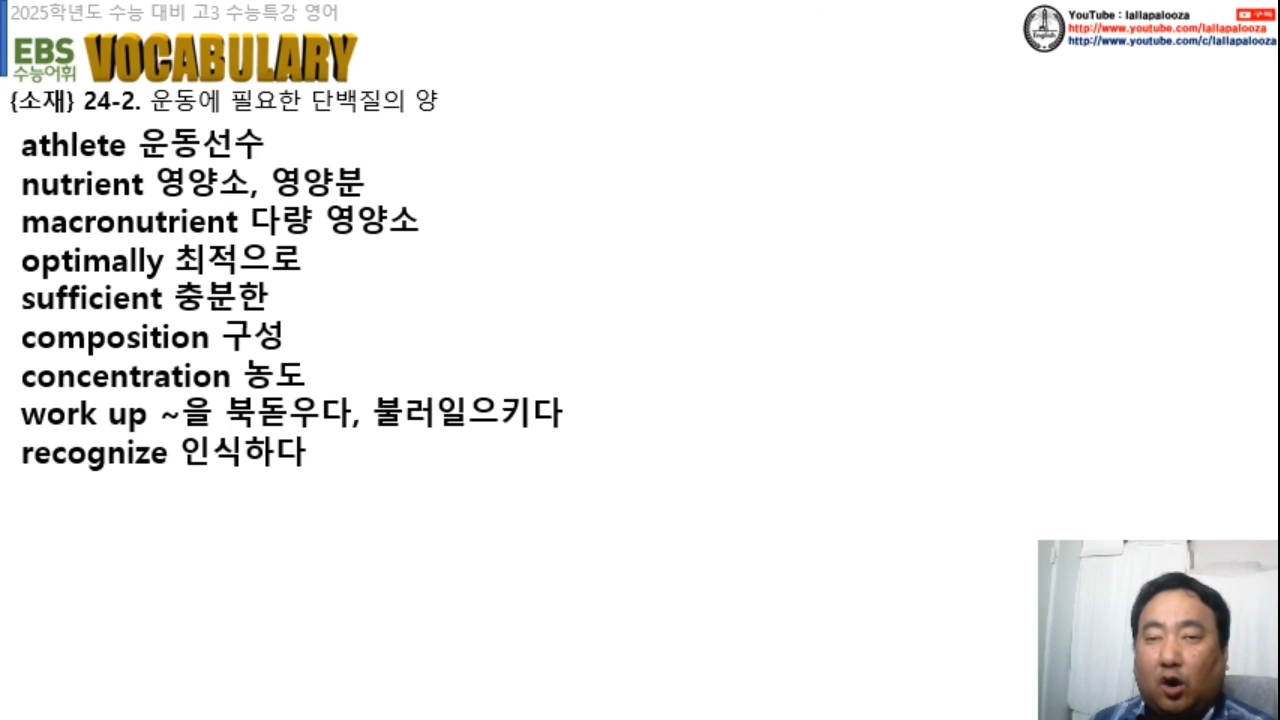 2025학년도 수능 대비 고3 수능특강 영어
EBS
수능어휘
VOCABULARY
{소재} 24-2. 운동에 필요한 단백질의 양
athlete 운동선수
nutrient 영양소, 영양분
macronutrient 다량 영양소
optimally 최적으로
sufficient 충분한
composition 구성
concentration 농도
work up ~을 북돋우다, 불러일으키다
recognize 인식하다
English
YouTube : lallapalooza
구독
http://www.youtube.com/lallapalooza
http://www.youtube.com/c/lallapalooza